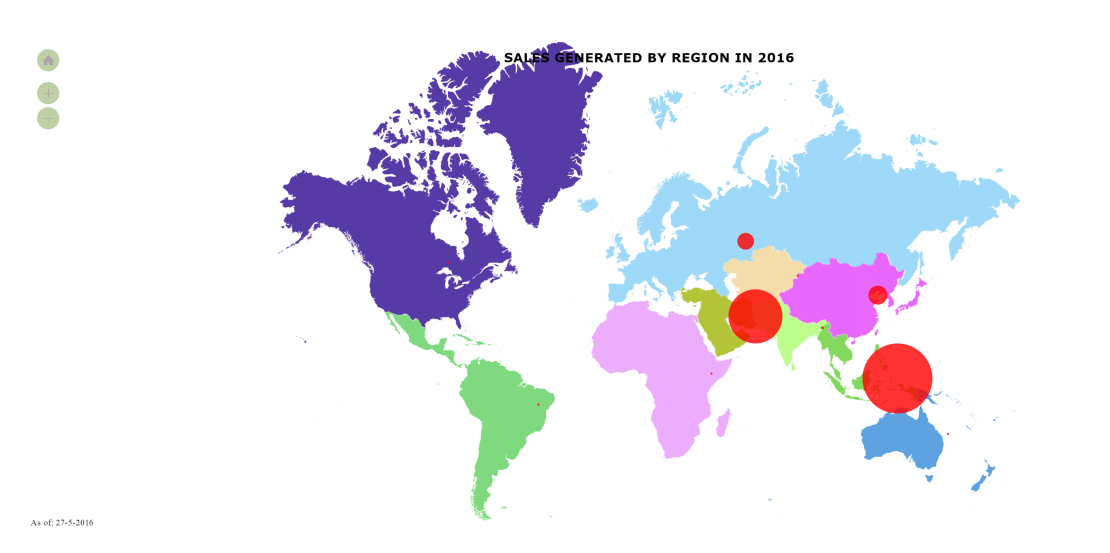 SALES GENERATED BY REGION IN 2016
As of: 27-5-2016